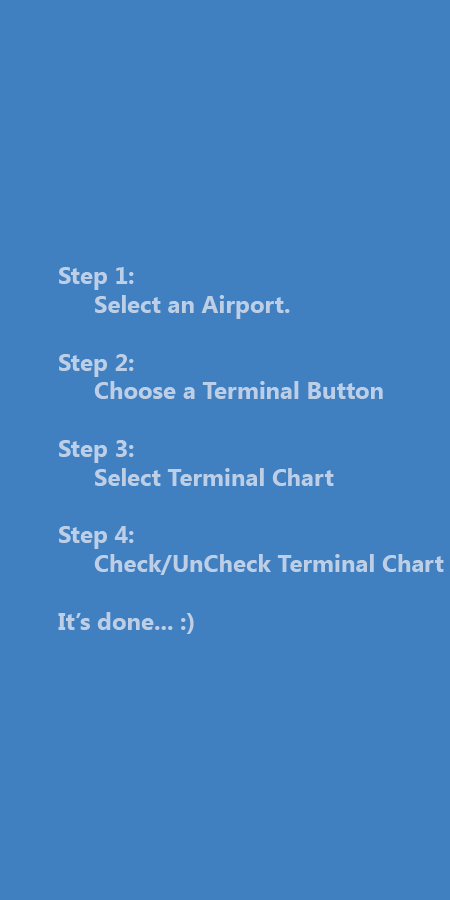 Step 1:
Select an Airport.
Step 2:
Choose a Terminal Button
Step 3:
Select Terminal Chart
Step 4:
Check/UnCheck Terminal Chart
It’s done... :)